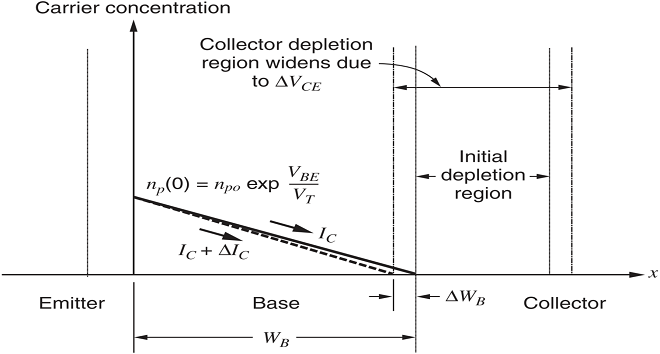 Carrier concentration
Collector depletion
region widens due
to ΔV_CE
Initial
depletion
region
n_p(0) = n_po exp V_BE/V_T
I_C
I_C + ΔI_C
x
Emitter
Base
ΔW_B
Collector
W_B